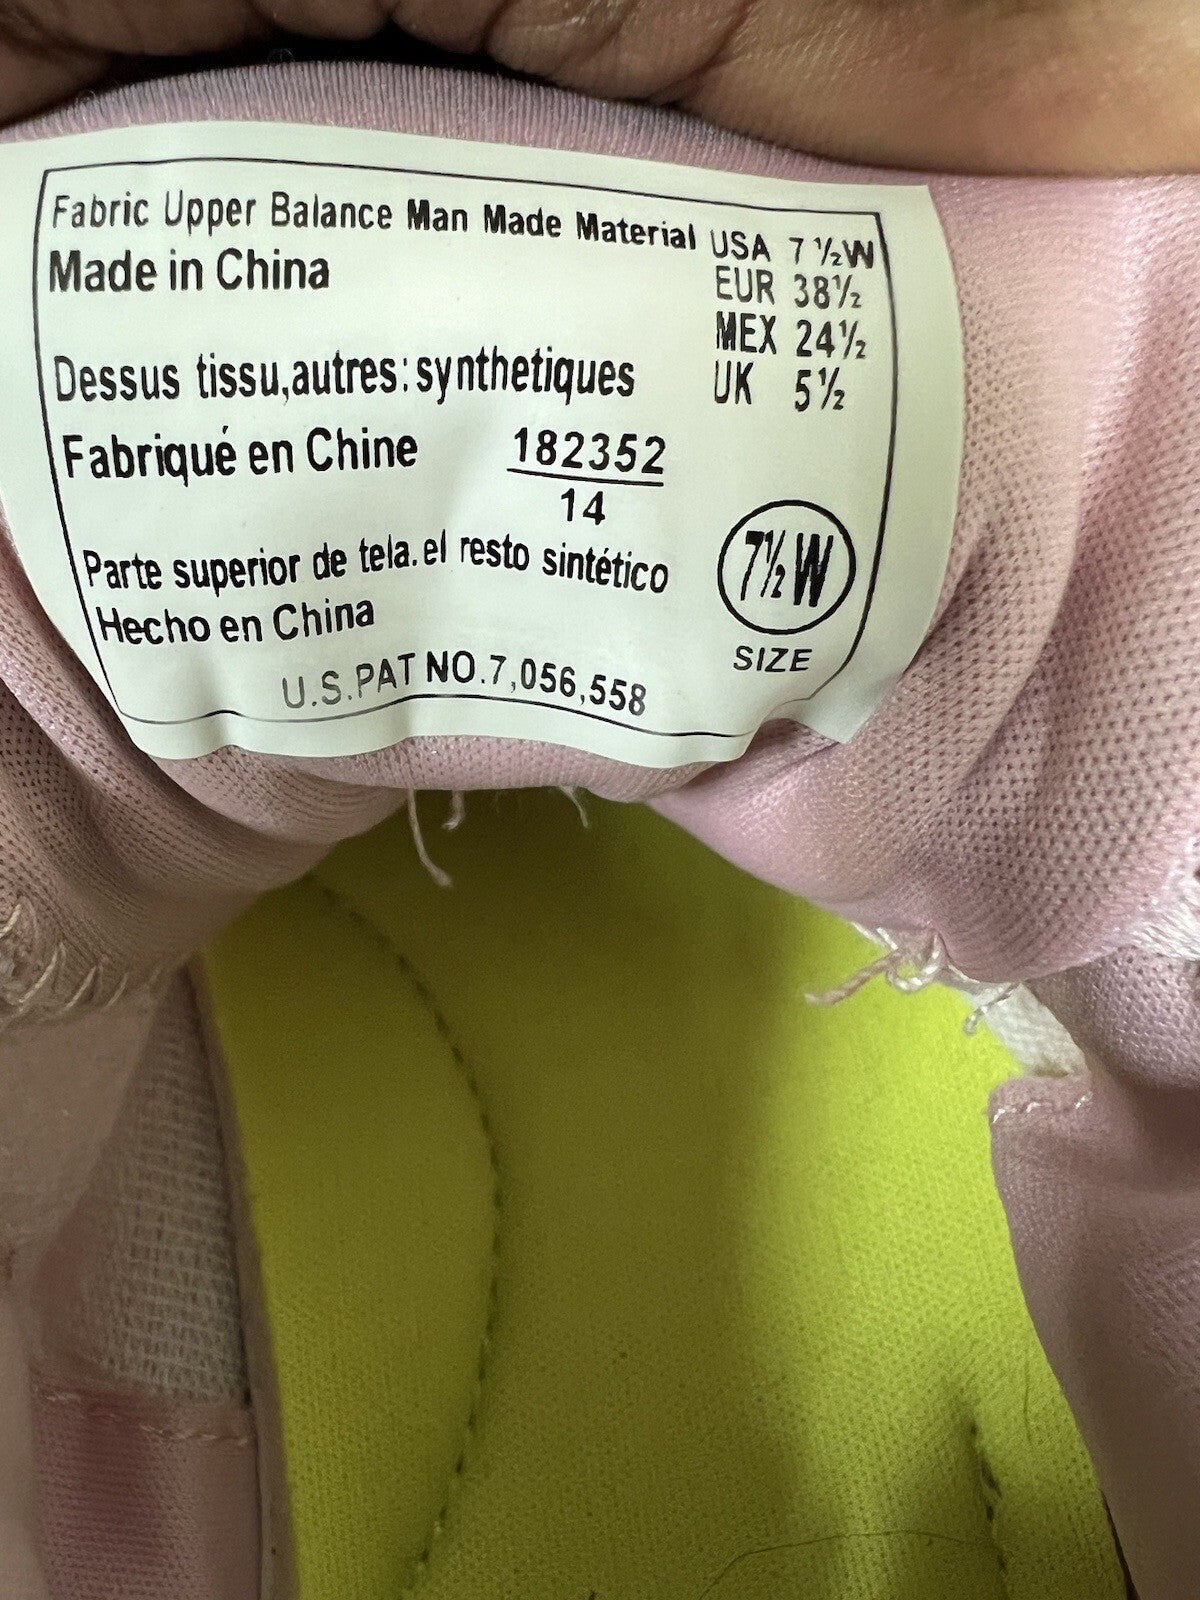 Fabric Upper Balance Man Made Material
Made in China
USA 7 ½W
EUR 38½
MEX 24½
UK 5½
Dessus tissu,autres:synthetiques
Fabriqué en Chine
182352
14
Parte superior de tela.el resto sintético
Hecho en China
7½W
SIZE
U.S.PAT NO.7,056,558